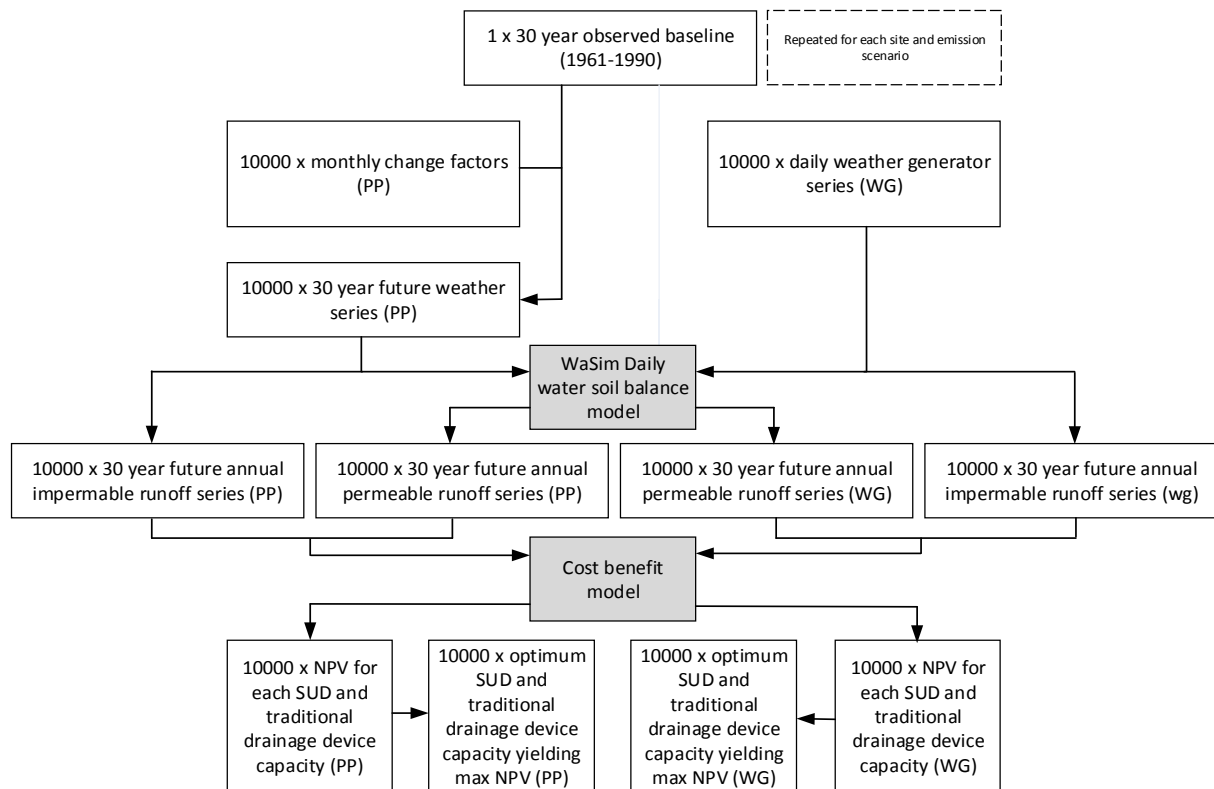 1 x 30 year observed baseline
(1961-1990)
Repeated for each site and emission
scenario
10000 x monthly change factors
(PP)
10000 x daily weather generator
series (WG)
10000 x 30 year future weather
series (PP)
WaSim Daily
water soil balance
model
10000 x 30 year future annual
impermable runoff series (PP)
10000 x 30 year future annual
permeable runoff series (PP)
10000 x 30 year future annual
permeable runoff series (WG)
10000 x 30 year future annual
impermable runoff series (wg)
Cost benefit
model
10000 x NPV for
each SUD and
traditional
drainage device
capacity (PP)
10000 x optimum
SUD and
traditional
drainage device
capacity yielding
max NPV (PP)
10000 x optimum
SUD and
traditional
drainage device
capacity yielding
max NPV (WG)
10000 x NPV for
each SUD and
traditional
drainage device
capacity (WG)